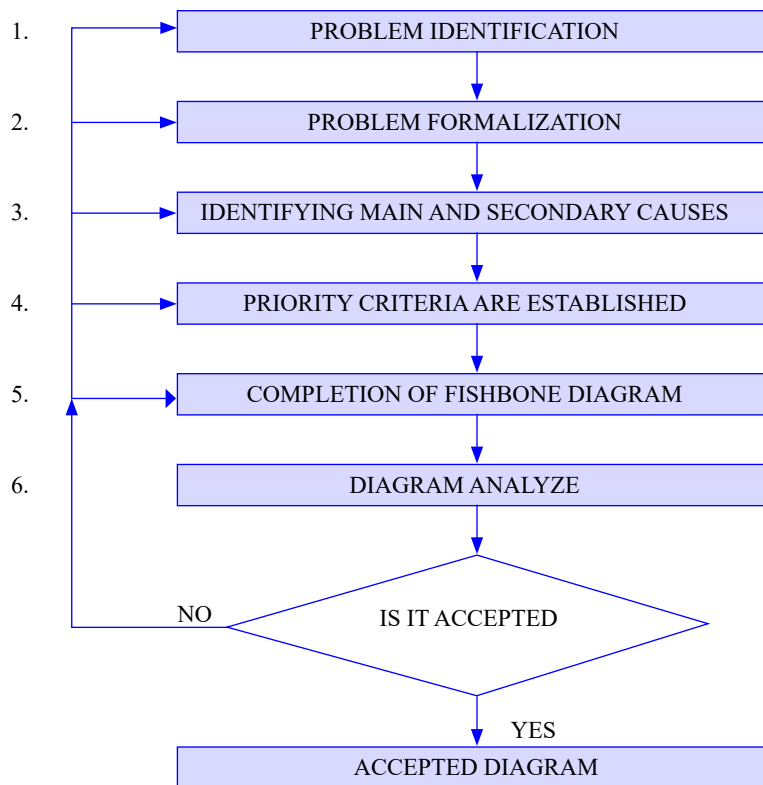 1. PROBLEM IDENTIFICATION
2. PROBLEM FORMALIZATION
3. IDENTIFYING MAIN AND SECONDARY CAUSES
4. PRIORITY CRITERIA ARE ESTABLISHED
5. COMPLETION OF FISHBONE DIAGRAM
6. DIAGRAM ANALYZE
NO
IS IT ACCEPTED
YES
ACCEPTED DIAGRAM